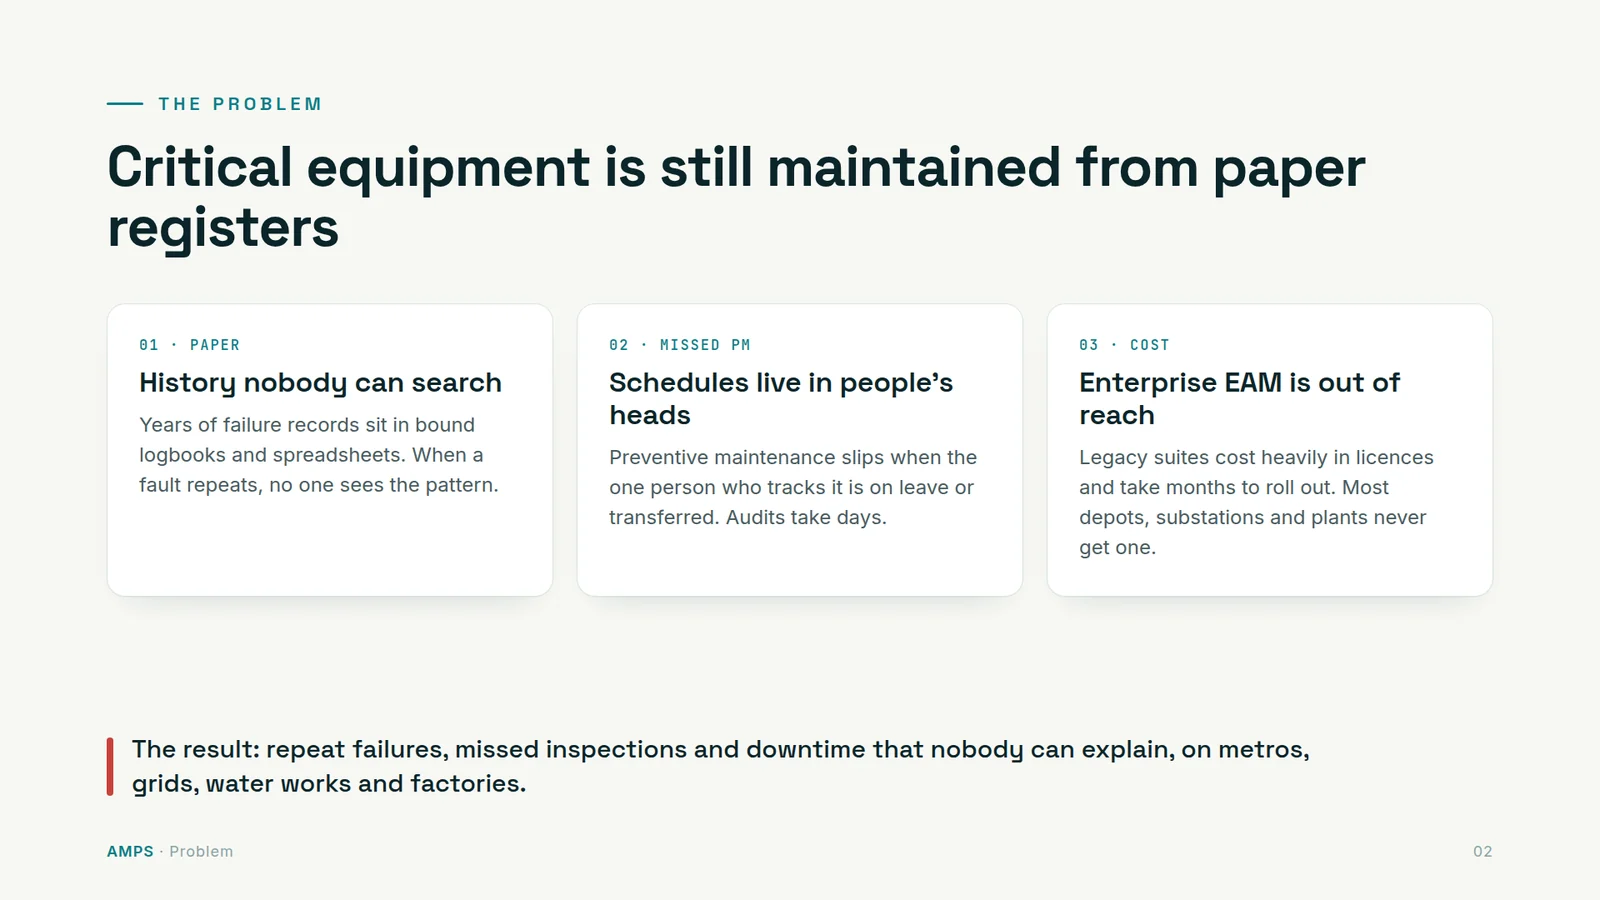 THE PROBLEM
Critical equipment is still maintained from paper
registers
01 · PAPER
History nobody can search
Years of failure records sit in bound
logbooks and spreadsheets. When a
fault repeats, no one sees the pattern.
02 · MISSED PM
Schedules live in people’s
heads
Preventive maintenance slips when the
one person who tracks it is on leave or
transferred. Audits take days.
03 · COST
Enterprise EAM is out of
reach
Legacy suites cost heavily in licences
and take months to roll out. Most
depots, substations and plants never
get one.
The result: repeat failures, missed inspections and downtime that nobody can explain, on metros,
grids, water works and factories.
AMPS · Problem
02